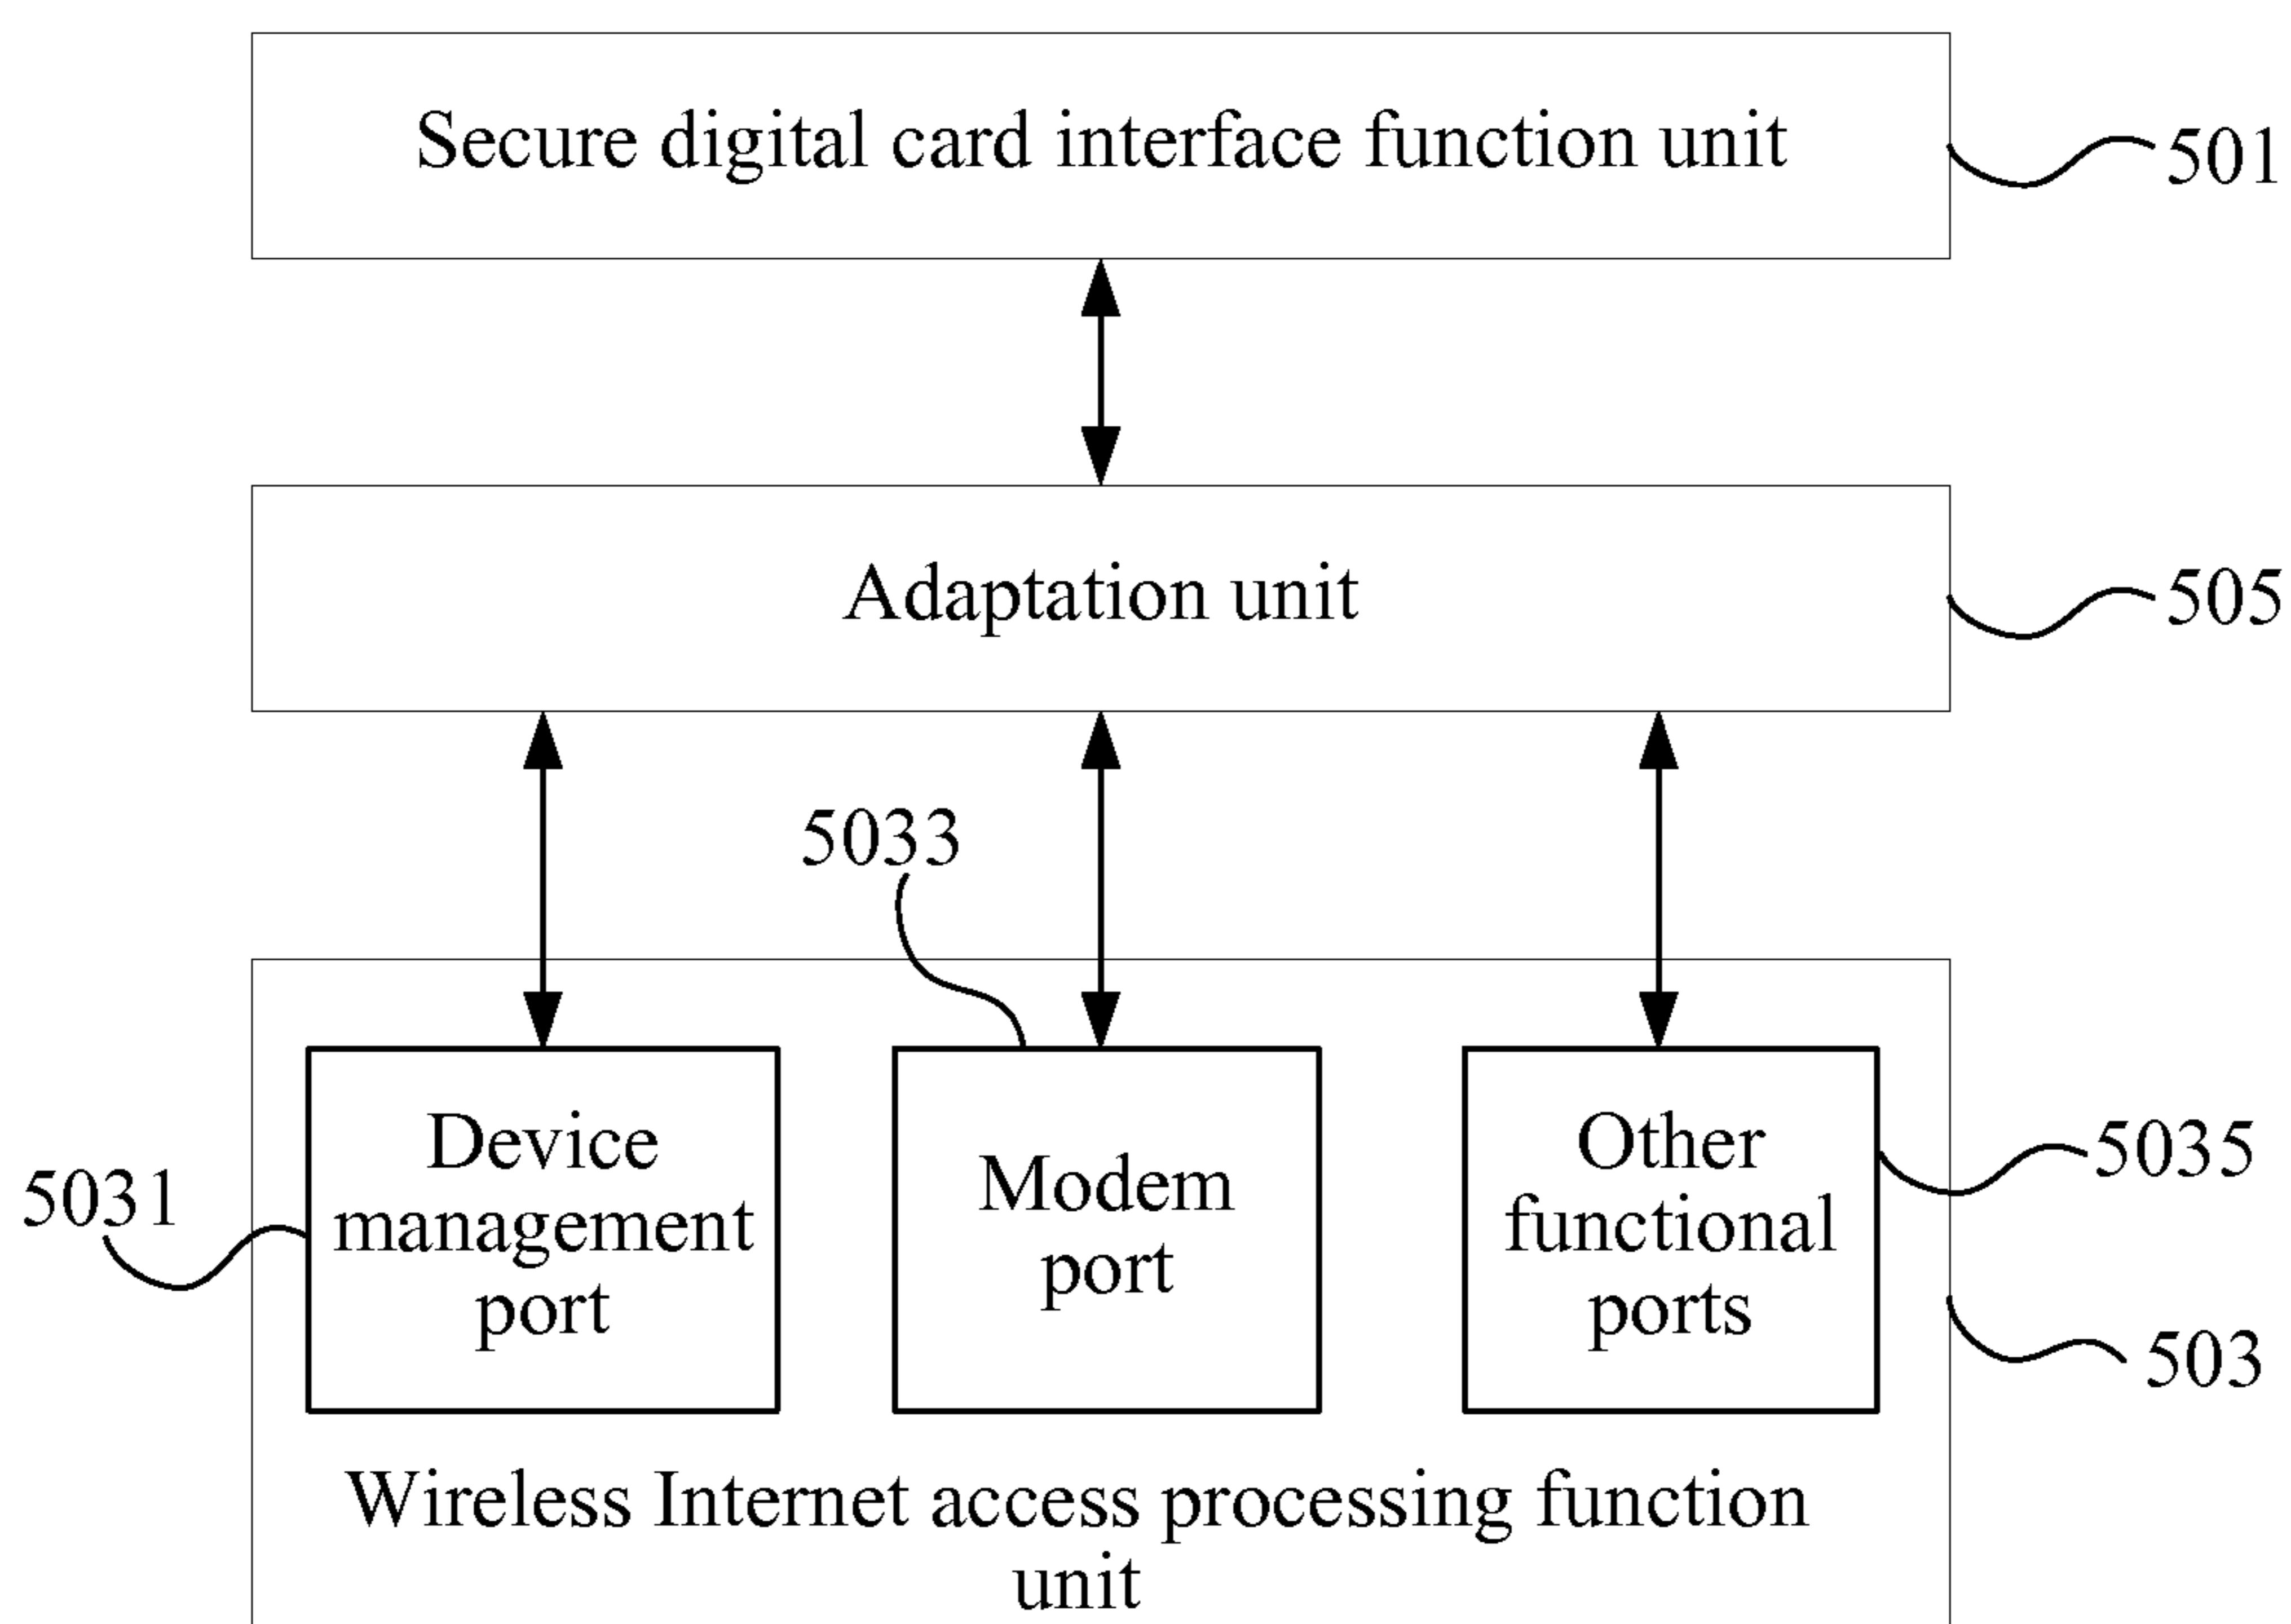 Secure digital card interface function unit
501
Adaptation unit
505
5033
Device
management
port
5031
Modem
port
Other
functional
ports
5035
503
Wireless Internet access processing function
unit